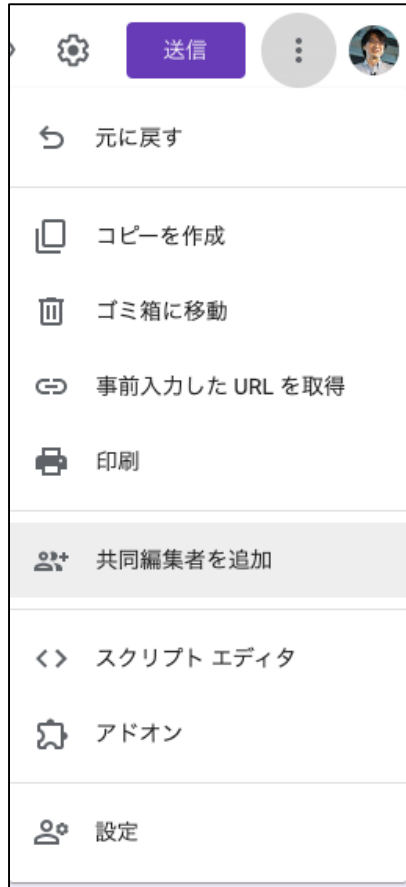 送信
元に戻す
コピーを作成
ゴミ箱に移動
事前入力した URL を取得
印刷
共同編集者を追加
スクリプト エディタ
アドオン
設定